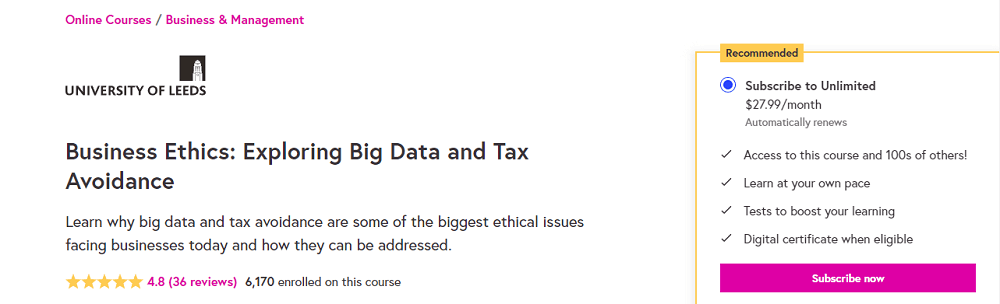 Online Courses / Business & Management
UNIVERSITY OF LEEDS
Business Ethics: Exploring Big Data and Tax
Avoidance
Learn why big data and tax avoidance are some of the biggest ethical issues
facing businesses today and how they can be addressed.
4.8 (36 reviews) 6,170 enrolled on this course
Recommended
Subscribe to Unlimited
$27.99/month
Automatically renews
Access to this course and 100s of others!
Learn at your own pace
Tests to boost your learning
Digital certificate when eligible
Subscribe now